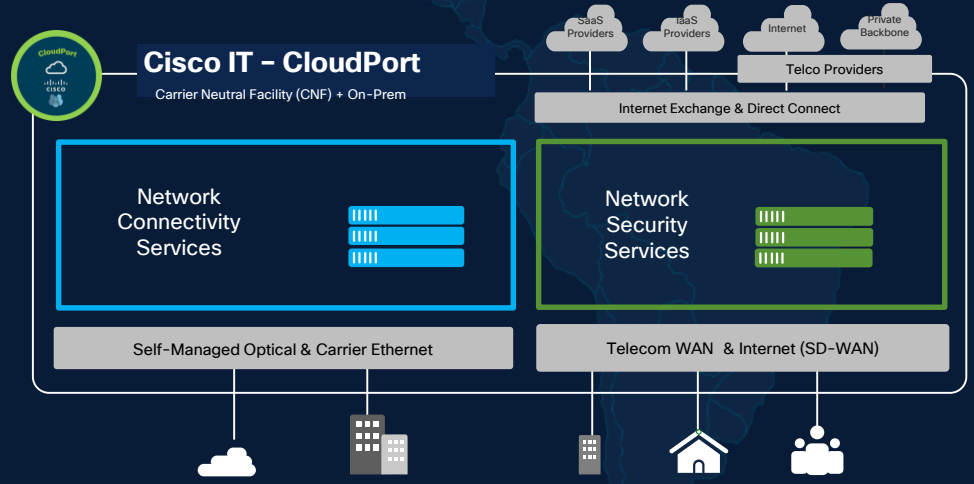 CloudPort
CISCO
Cisco IT – CloudPort
Carrier Neutral Facility (CNF) + On-Prem
SaaS
Providers
IaaS
Providers
Internet
Private
Backbone
Telco Providers
Internet Exchange & Direct Connect
Network
Connectivity
Services
Network
Security
Services
Self-Managed Optical & Carrier Ethernet
Telecom WAN & Internet (SD-WAN)